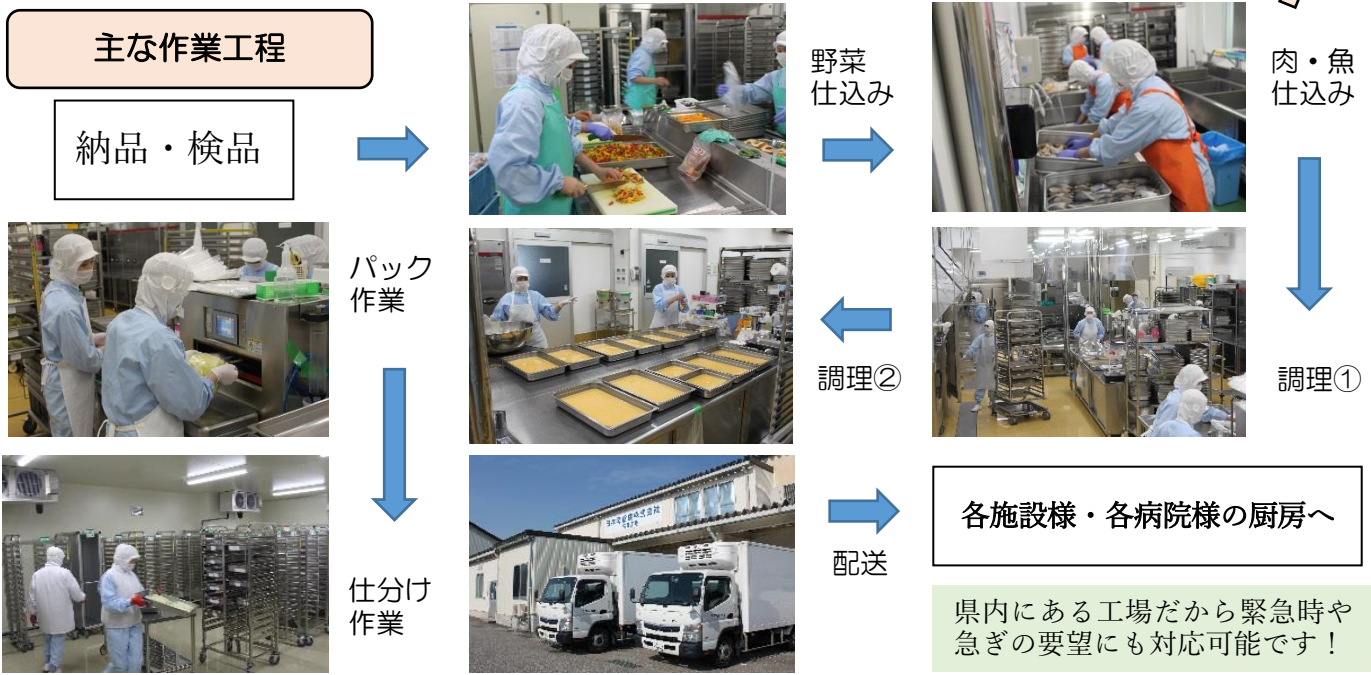 主な作業工程
納品・検品
野菜
仕込み
肉・魚
仕込み
調理①
調理②
パック
作業
仕分け
作業
配送
各施設様・各病院様の厨房へ
県内にある工場だから緊急時や
急ぎの要望にも対応可能です！